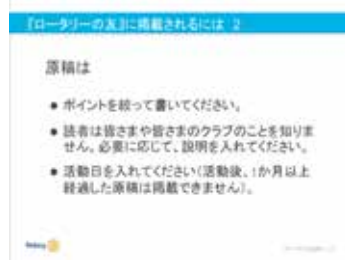 『ロータリーの友』に掲載されるには 2
原稿は
● ポイントを絞って書いてください。
● 読者は皆さまや皆さまのクラブのことを知りま
せん。必要に応じて、説明を入れてください。
● 活動日を入れてください(活動後、1か月以上
経過した原稿は掲載できません)。
Rotary